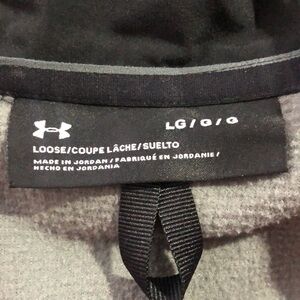 LG/G/G
LOOSE/COUPE LÂCHE/SUELTO
MADE IN JORDAN / FABRIQUÉ EN JORDANIE /
HECHO EN JORDANIA